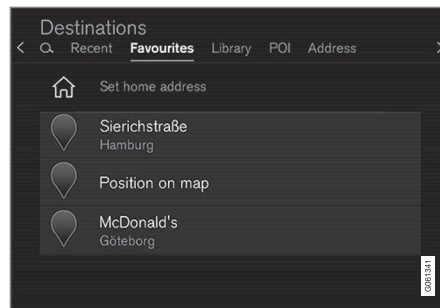 Destinations
Recent Favourites Library POI Address
Set home address
Sierichstraße
Hamburg
Position on map
McDonald's
Göteborg
G061341